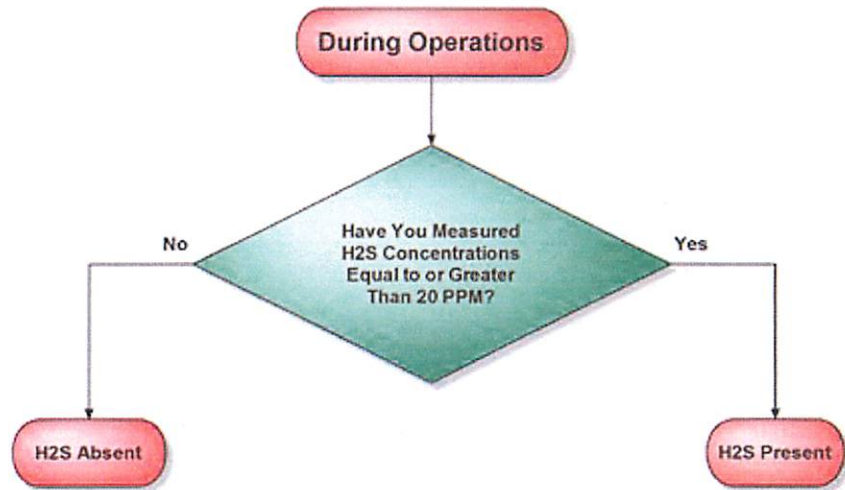 During Operations
Have You Measured
H2S Concentrations
Equal to or Greater
Than 20 PPM?
No
Yes
H2S Absent
H2S Present